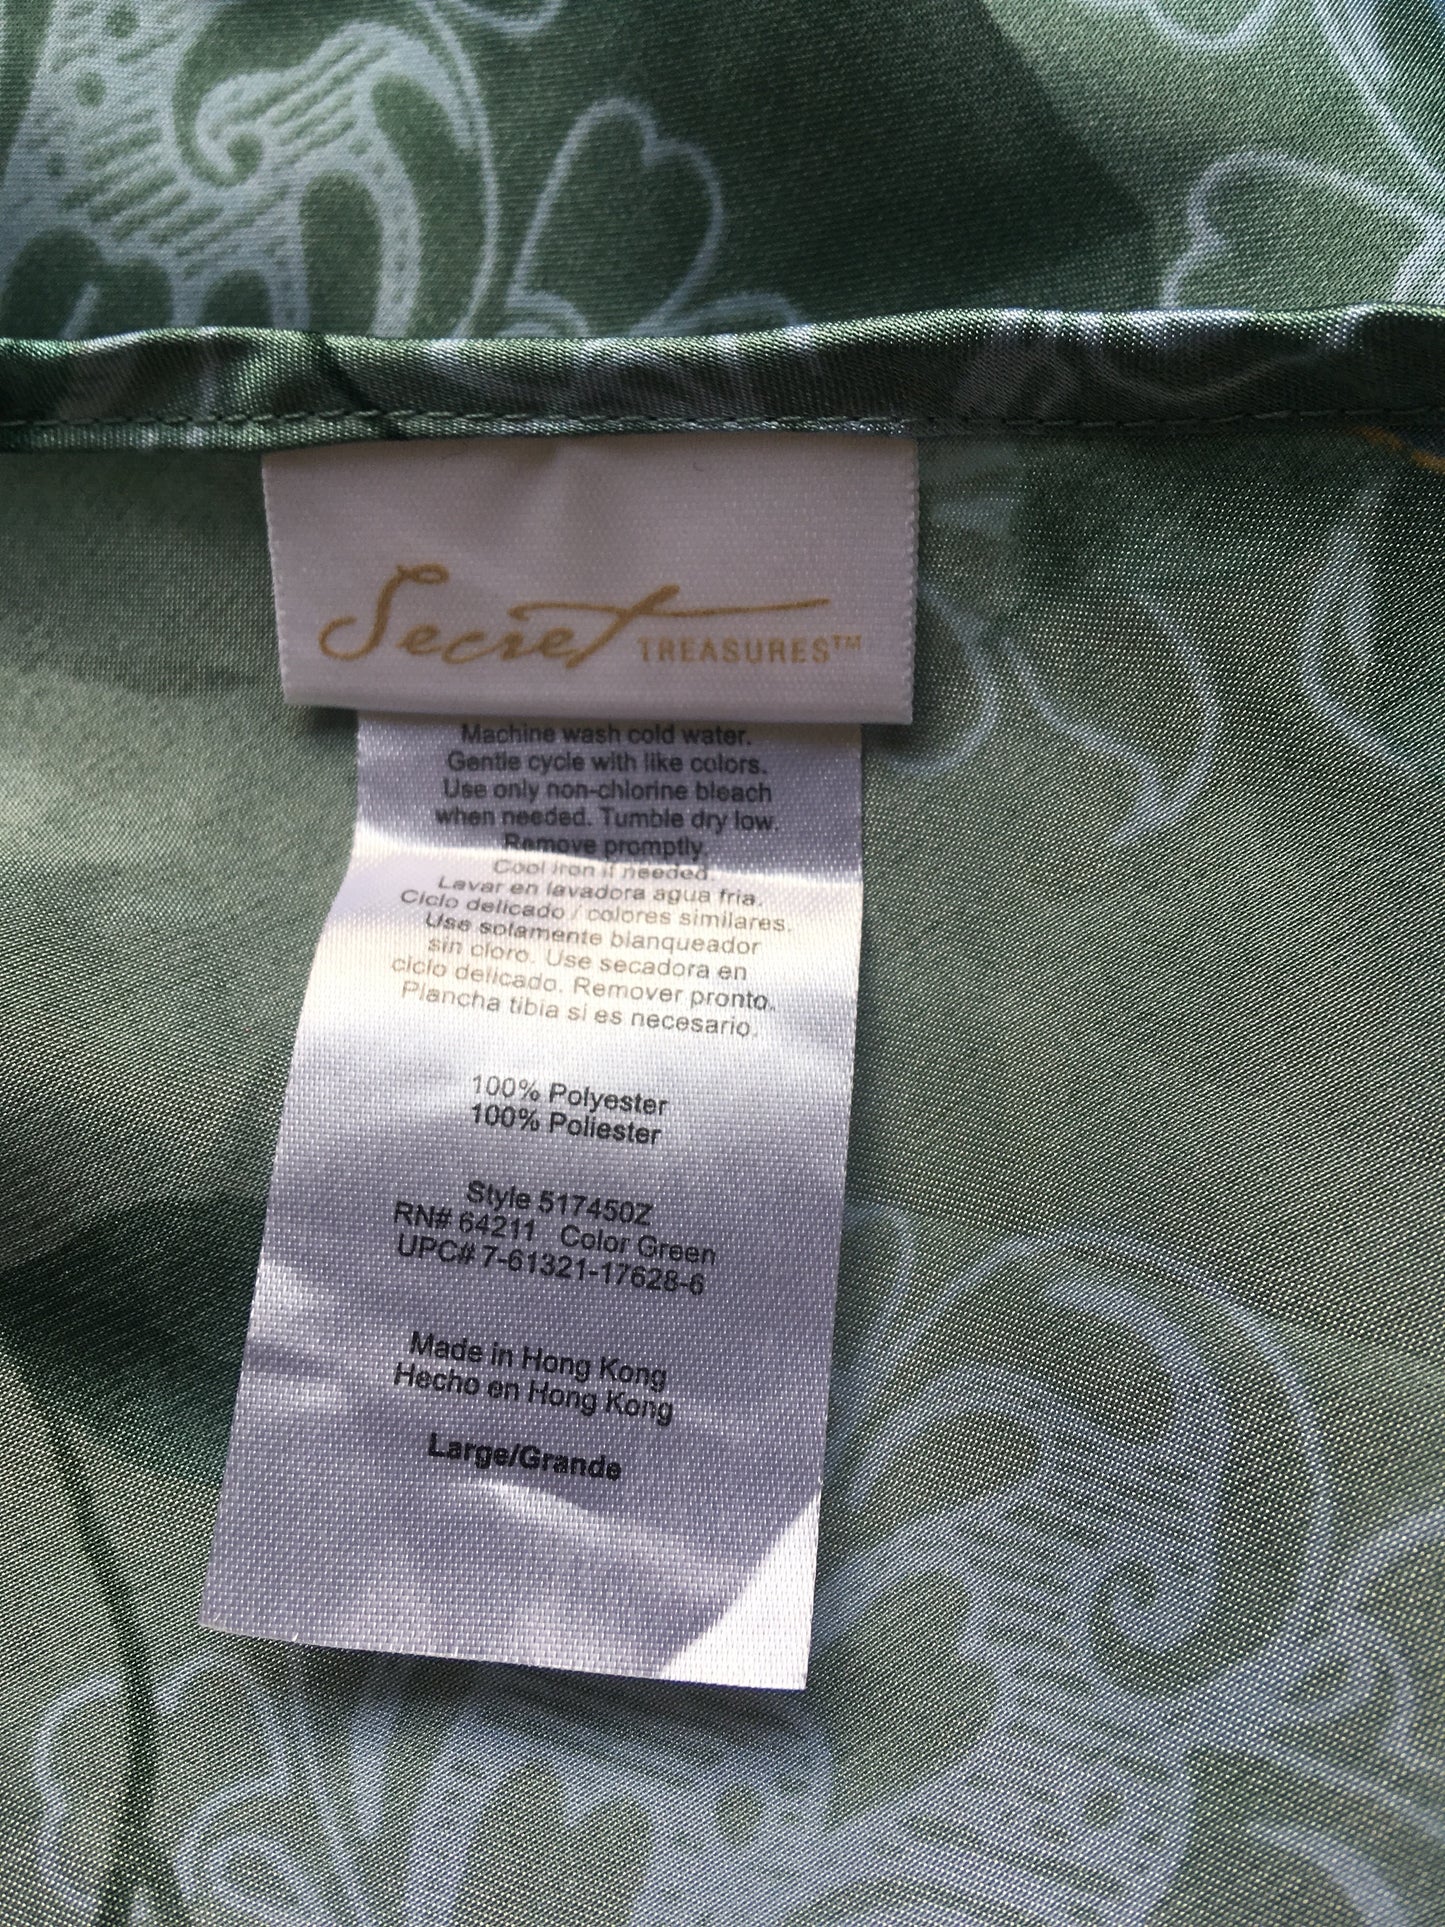 Secret TREASURES™
Machine wash cold water.
Gentle cycle with like colors.
Use only non-chlorine bleach
when needed. Tumble dry low.
Remove promptly.
Cool iron if needed.
Lavar en lavadora agua fria.
Ciclo delicado / colores similares.
Use solamente blanqueador
sin cloro. Use secadora en
ciclo delicado. Remover pronto.
Plancha tibia si es necesario.
100% Polyester
100% Poliester
Style 517450Z
RN# 64211 Color Green
UPC# 7-61321-17628-6
Made in Hong Kong
Hecho en Hong Kong
Large/Grande